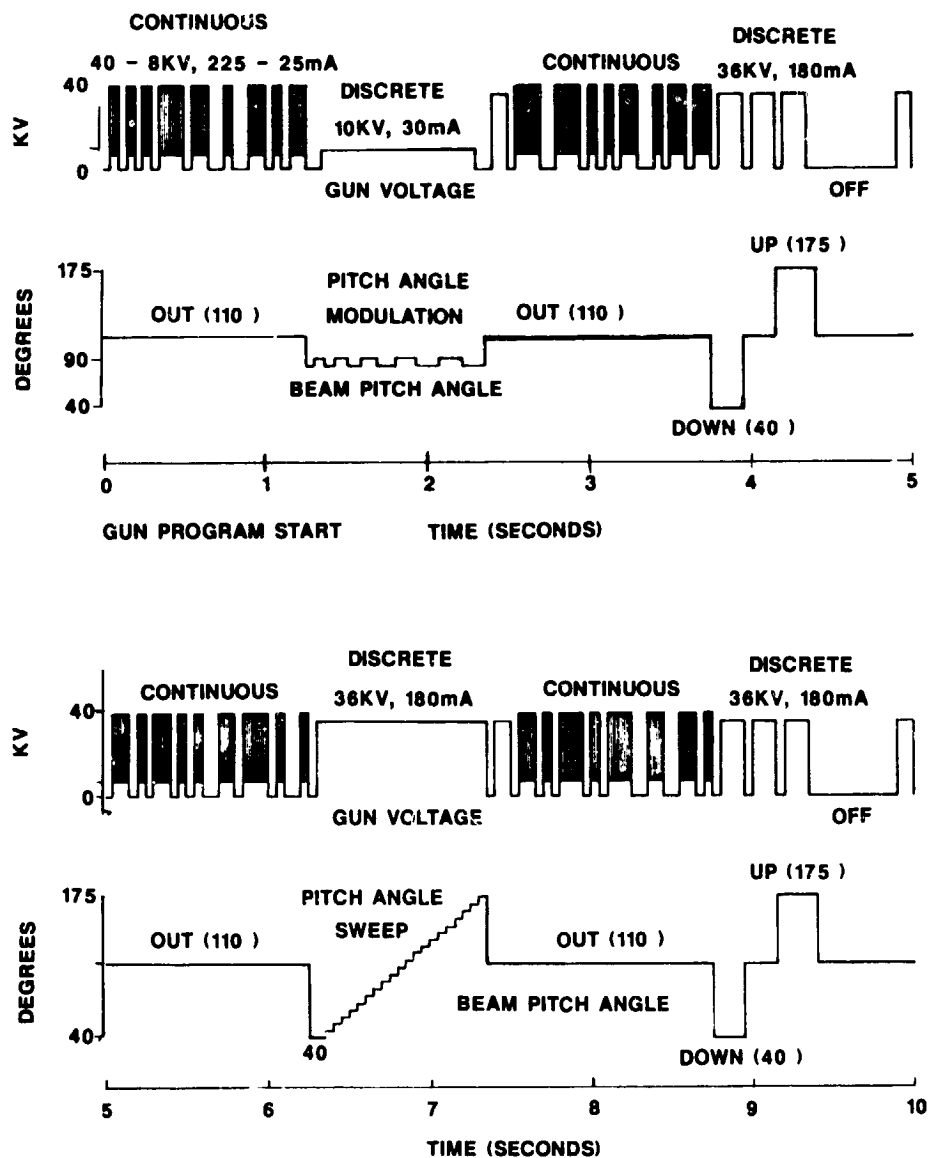 CONTINUOUS
40 - 8KV, 225 - 25mA
DISCRETE
10KV, 30mA
CONTINUOUS
DISCRETE
36KV, 180mA
40
KV
0
GUN VOLTAGE
OFF
UP (175 )
175
DEGREES
OUT (110 )
PITCH ANGLE
MODULATION
OUT (110 )
90
BEAM PITCH ANGLE
40
DOWN (40 )
0 1 2 3 4 5
GUN PROGRAM START TIME (SECONDS)
CONTINUOUS
DISCRETE
36KV, 180mA
CONTINUOUS
DISCRETE
36KV, 180mA
40
KV
0
GUN VOLTAGE
OFF
UP (175 )
175
DEGREES
OUT (110 )
PITCH ANGLE
SWEEP
OUT (110 )
BEAM PITCH ANGLE
40
40
DOWN (40 )
5 6 7 8 9 10
TIME (SECONDS)